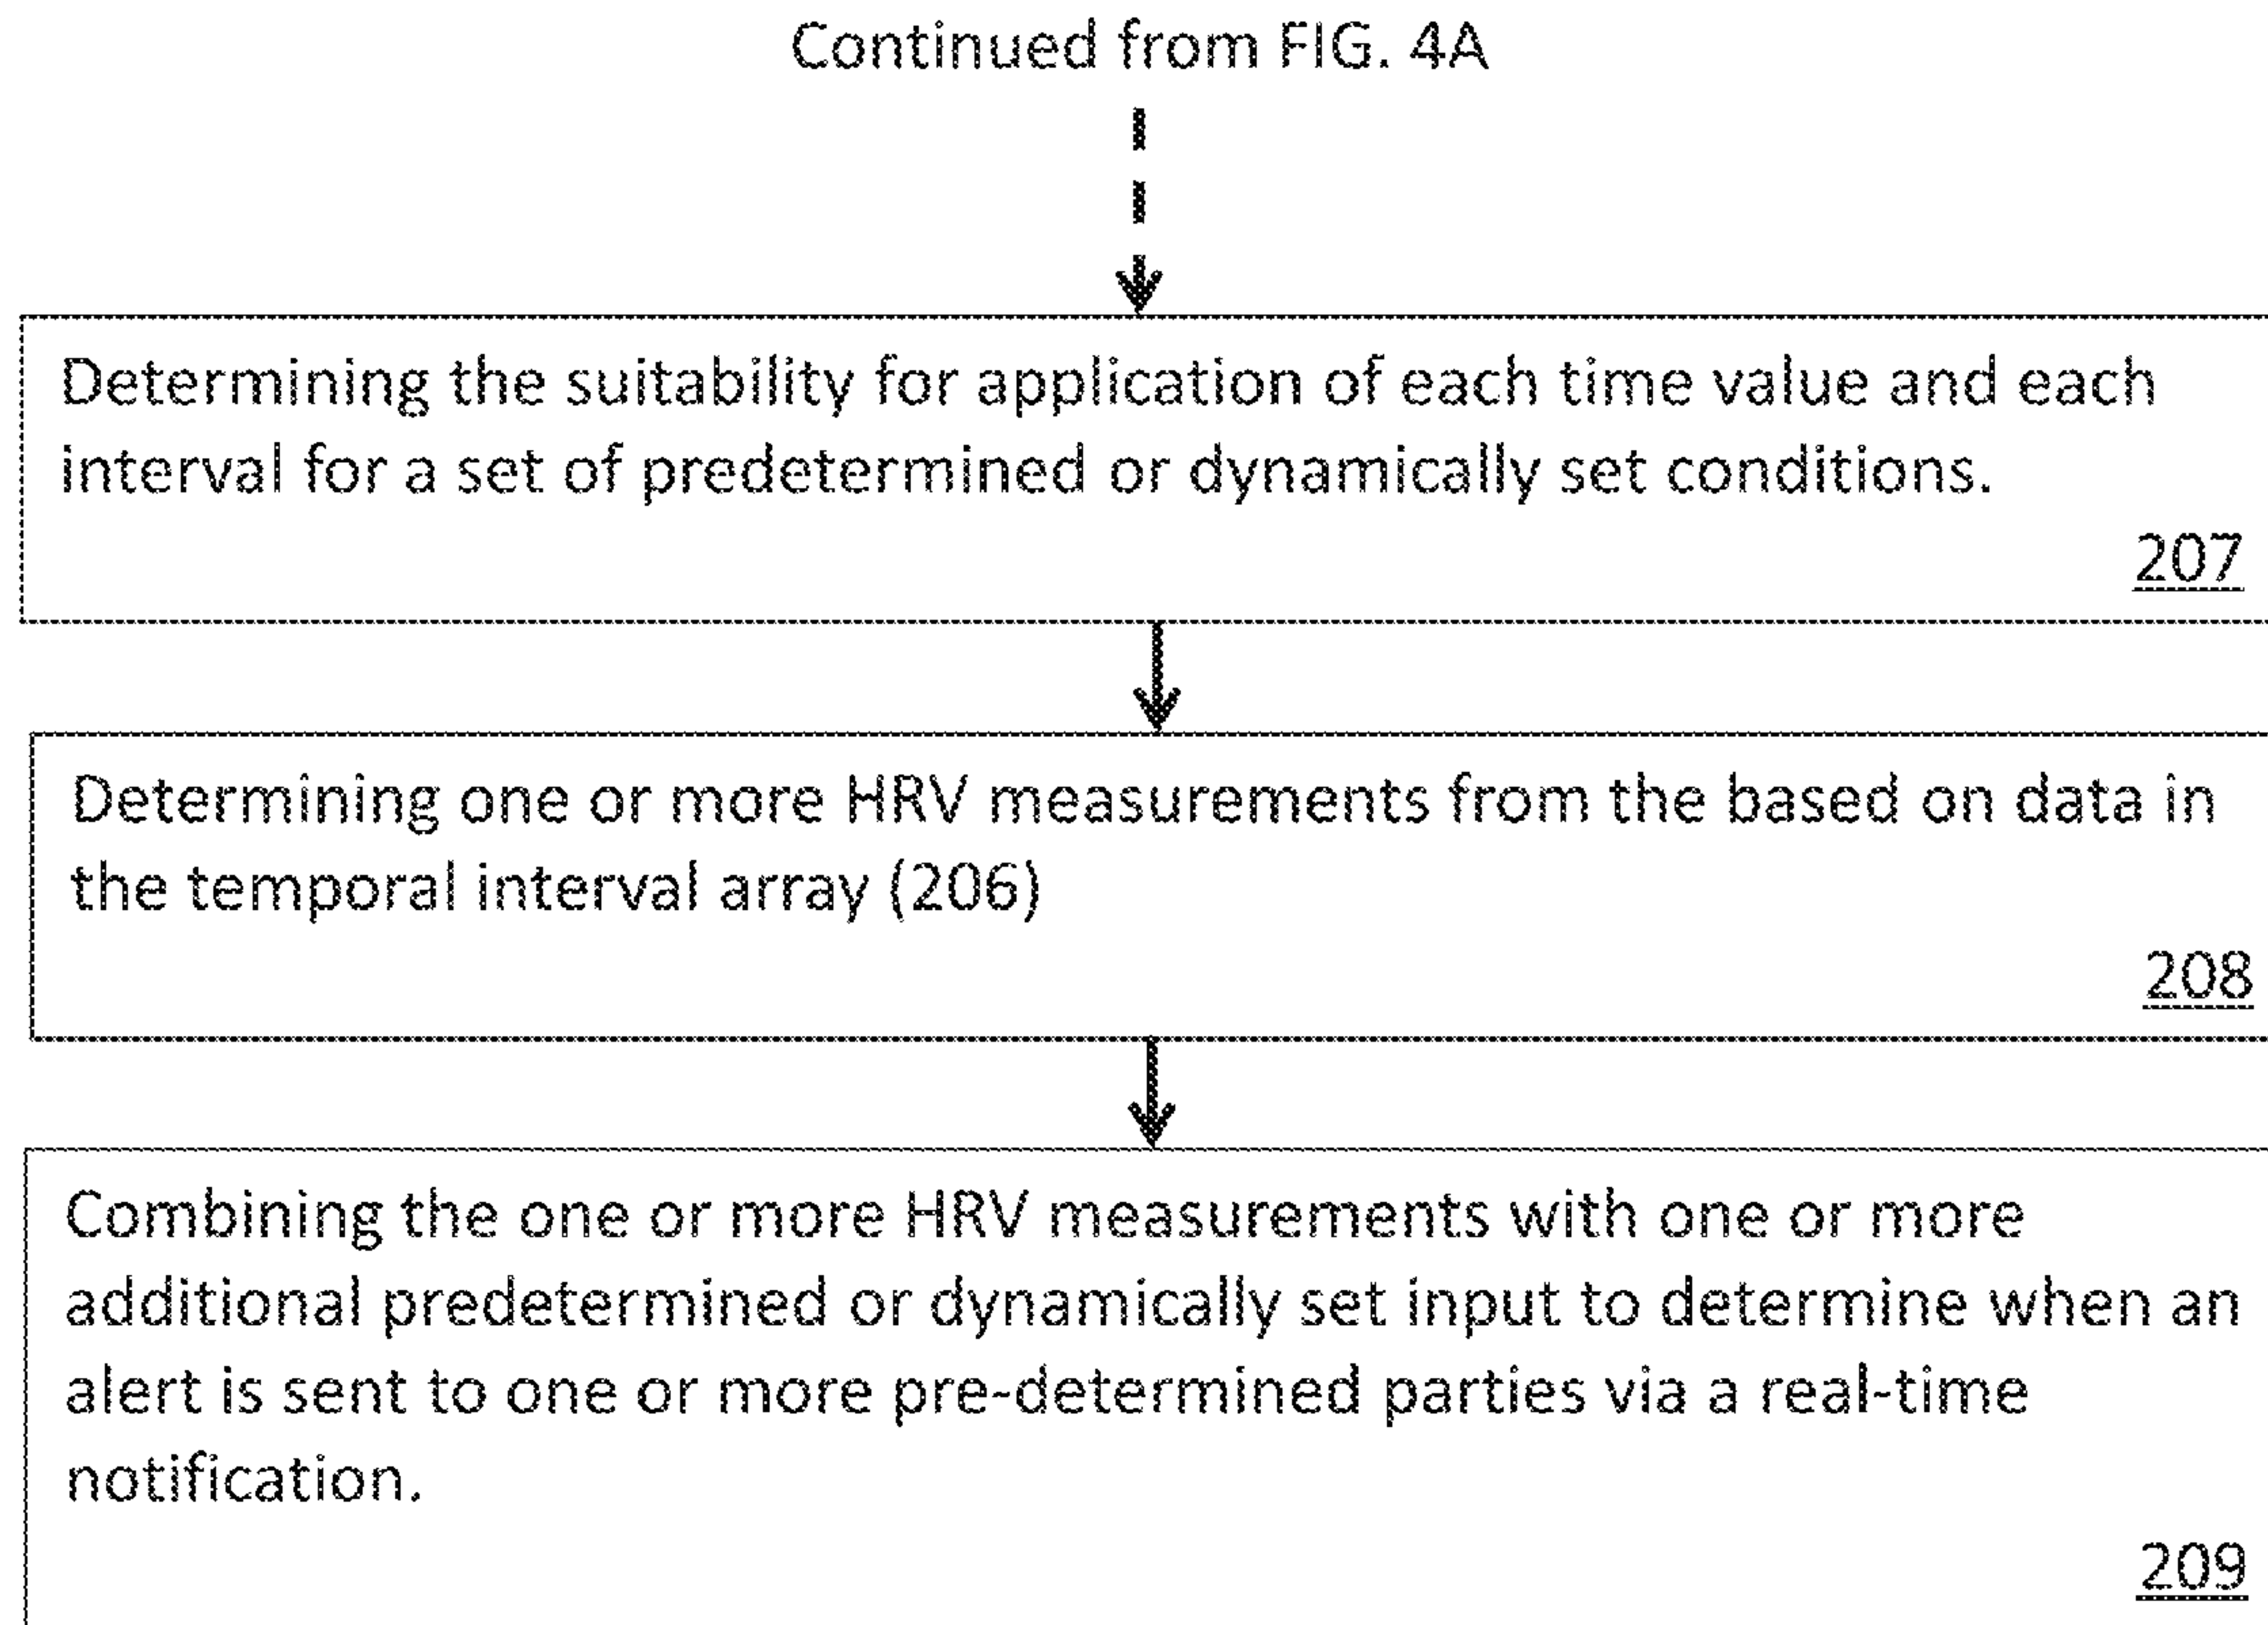 Continued from FIG. 4A
Determining the suitability for application of each time value and each
interval for a set of predetermined or dynamically set conditions.
207
Determining one or more HRV measurements from the based on data in
the temporal interval array (206)
208
Combining the one or more HRV measurements with one or more
additional predetermined or dynamically set input to determine when an
alert is sent to one or more pre-determined parties via a real-time
notification.
209